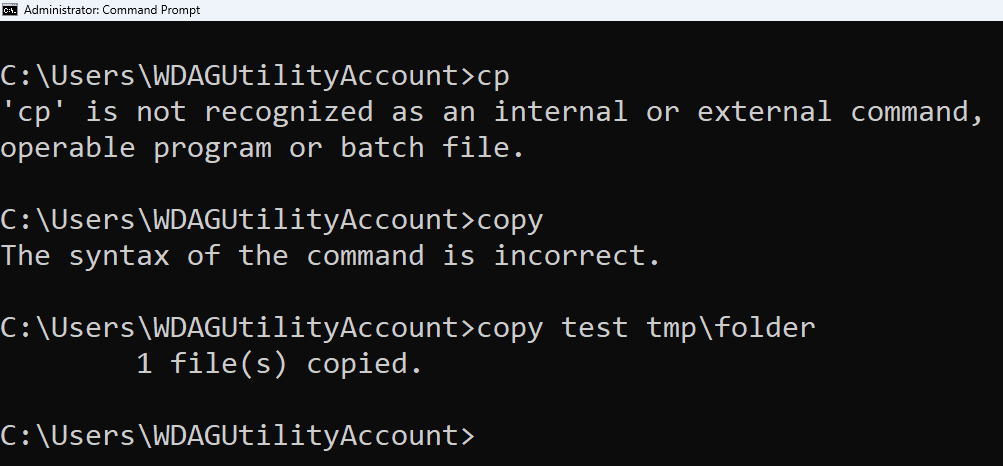 Administrator: Command Prompt
C:\Users\WDAGUtilityAccount>cp
'cp' is not recognized as an internal or external command,
operable program or batch file.
C:\Users\WDAGUtilityAccount>copy
The syntax of the command is incorrect.
C:\Users\WDAGUtilityAccount>copy test tmp\folder
        1 file(s) copied.
C:\Users\WDAGUtilityAccount>